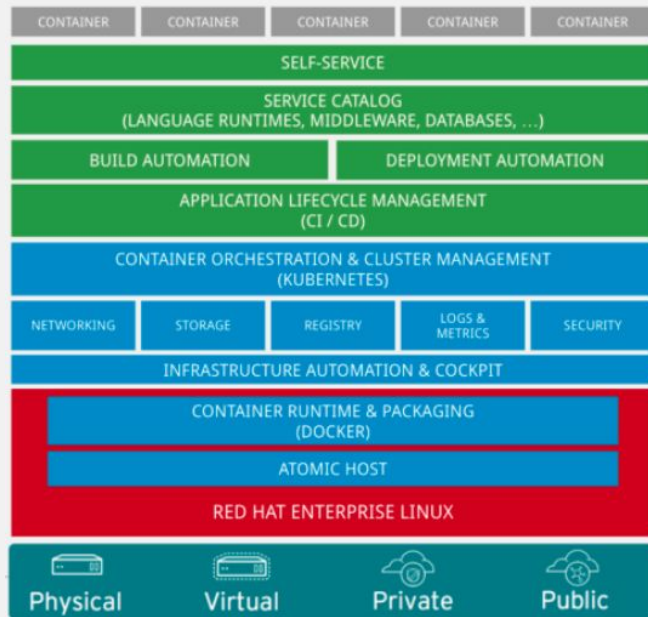 CONTAINER CONTAINER CONTAINER CONTAINER CONTAINER
SELF-SERVICE
SERVICE CATALOG
(LANGUAGE RUNTIMES, MIDDLEWARE, DATABASES, ...)
BUILD AUTOMATION DEPLOYMENT AUTOMATION
APPLICATION LIFECYCLE MANAGEMENT
(CI / CD)
CONTAINER ORCHESTRATION & CLUSTER MANAGEMENT
(KUBERNETES)
NETWORKING STORAGE REGISTRY LOGS & METRICS SECURITY
INFRASTRUCTURE AUTOMATION & COCKPIT
CONTAINER RUNTIME & PACKAGING
(DOCKER)
ATOMIC HOST
RED HAT ENTERPRISE LINUX
Physical Virtual Private Public